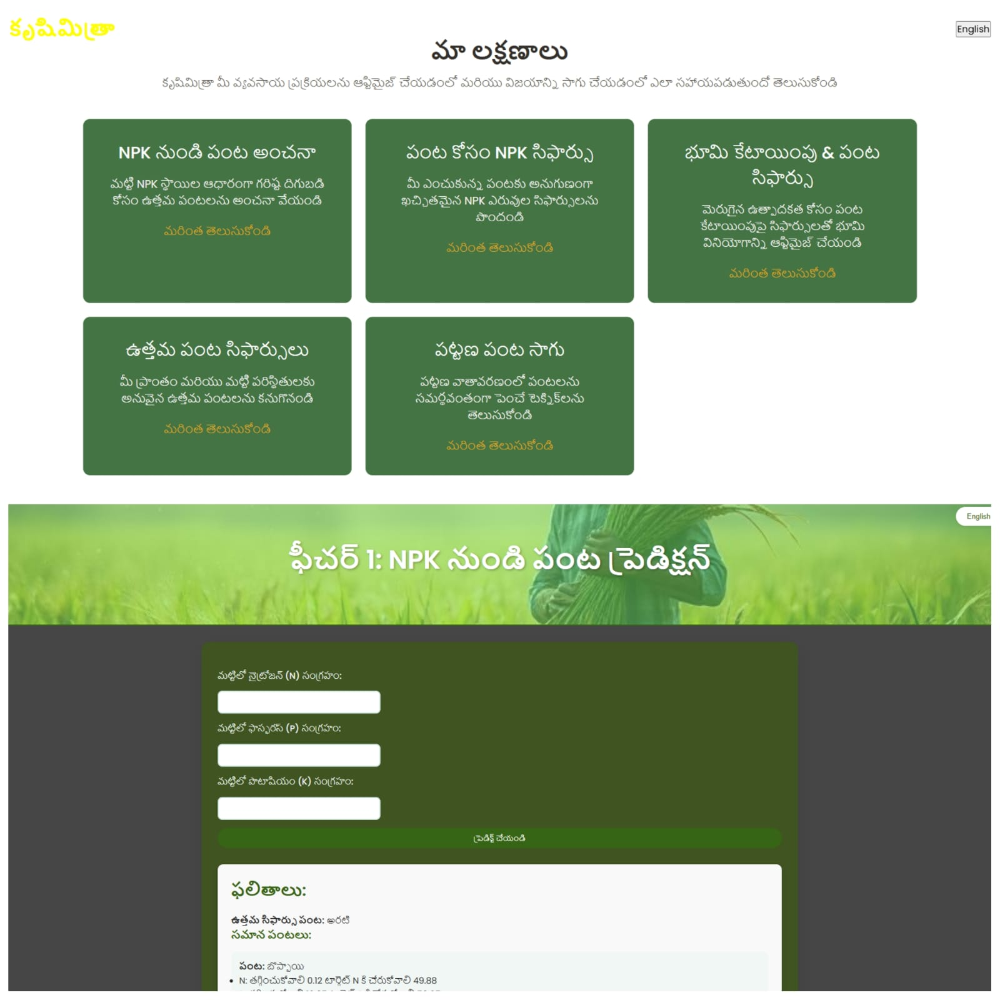 కృషిమిత్రా
English
మా లక్షణాలు
కృషిమిత్రా మీ వ్యవసాయ ప్రక్రియలను ఆప్టిమైజ్ చేయడంలో మరియు విజయాన్ని సాగు చేయడంలో ఎలా సహాయపడుతుందో తెలుసుకోండి
NPK నుండి పంట అంచనా
మట్టి NPK స్థాయిల ఆధారంగా గరిష్ట దిగుబడి
కోసం ఉత్తమ పంటలను అంచనా వేయండి
మరింత తెలుసుకోండి
పంట కోసం NPK సిఫార్సు
మీ ఎంచుకున్న పంటకు అనుగుణంగా
ఖచ్చితమైన NPK ఎరువుల సిఫార్సులను
పొందండి
మరింత తెలుసుకోండి
భూమి కేటాయింపు & పంట
సిఫార్సు
మెరుగైన ఉత్పాదకత కోసం పంట
కేటాయింపుపై సిఫార్సులతో భూమి
వినియోగాన్ని ఆప్టిమైజ్ చేయండి
మరింత తెలుసుకోండి
ఉత్తమ పంట సిఫార్సులు
మీ ప్రాంతం మరియు మట్టి పరిస్థితులకు
అనువైన ఉత్తమ పంటలను కనుగొనండి
మరింత తెలుసుకోండి
పట్టణ పంట సాగు
పట్టణ వాతావరణంలో పంటలను
సమర్థవంతంగా పెంచే టెక్నిక్‌లను
తెలుసుకోండి
మరింత తెలుసుకోండి
English
ఫీచర్ 1: NPK నుండి పంట ప్రెడిక్షన్
మట్టిలో నైట్రోజన్ (N) సంగ్రహం:
మట్టిలో ఫాస్ఫరస్ (P) సంగ్రహం:
మట్టిలో పొటాషియం (K) సంగ్రహం:
ప్రెడిక్ట్ చేయండి
ఫలితాలు:
ఉత్తమ సిఫార్సు పంట: అరటి
సమాన పంటలు:
పంట: బొప్పాయి
N: తగ్గించుకోవాలి 0.12 టార్గెట్ N కి చేరుకోవాలి 49.88